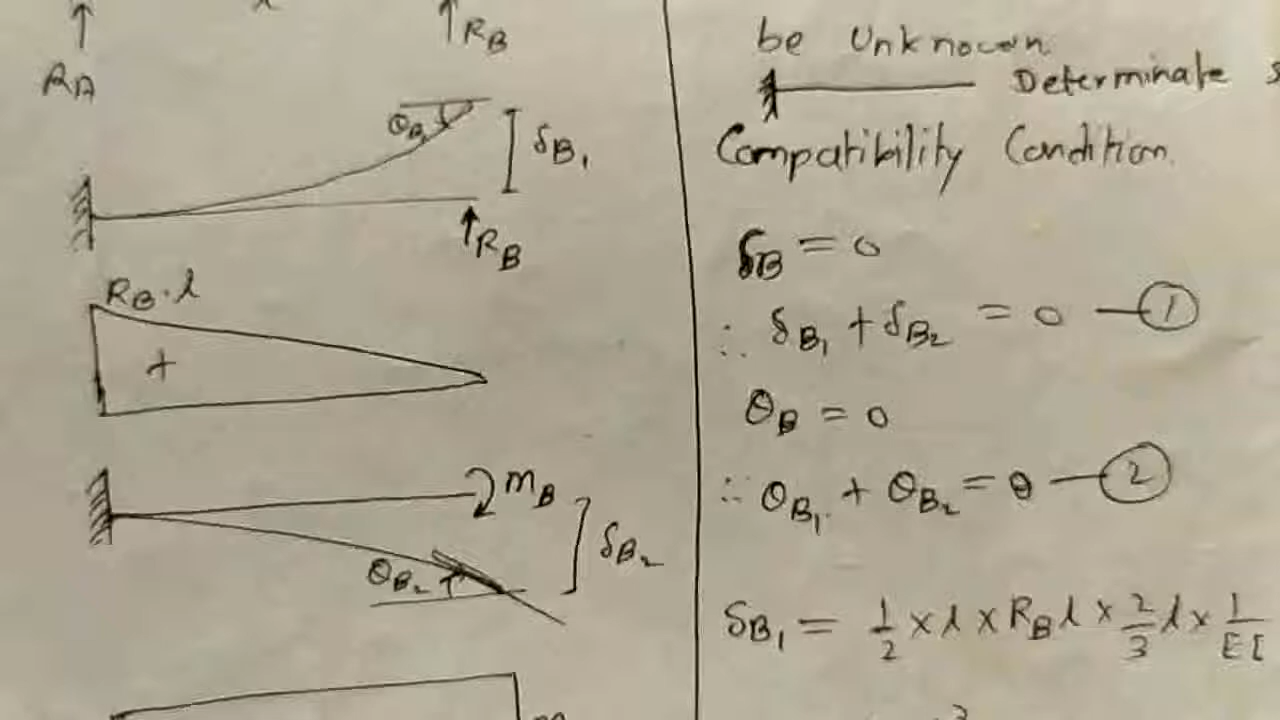 R_A
R_B
θ_B₁
δ_B₁
R_B
R_B·l
+
m_B
θ_B₂
δ_B₂
be Unknown
Determinate
Compatibility Condition.
δ_B = 0
∴ δ_B₁ + δ_B₂ = 0 — ①
θ_B = 0
∴ θ_B₁ + θ_B₂ = 0 — ②
δ_B₁ = 1/2 × l × R_B l × 2/3 l × 1/EI